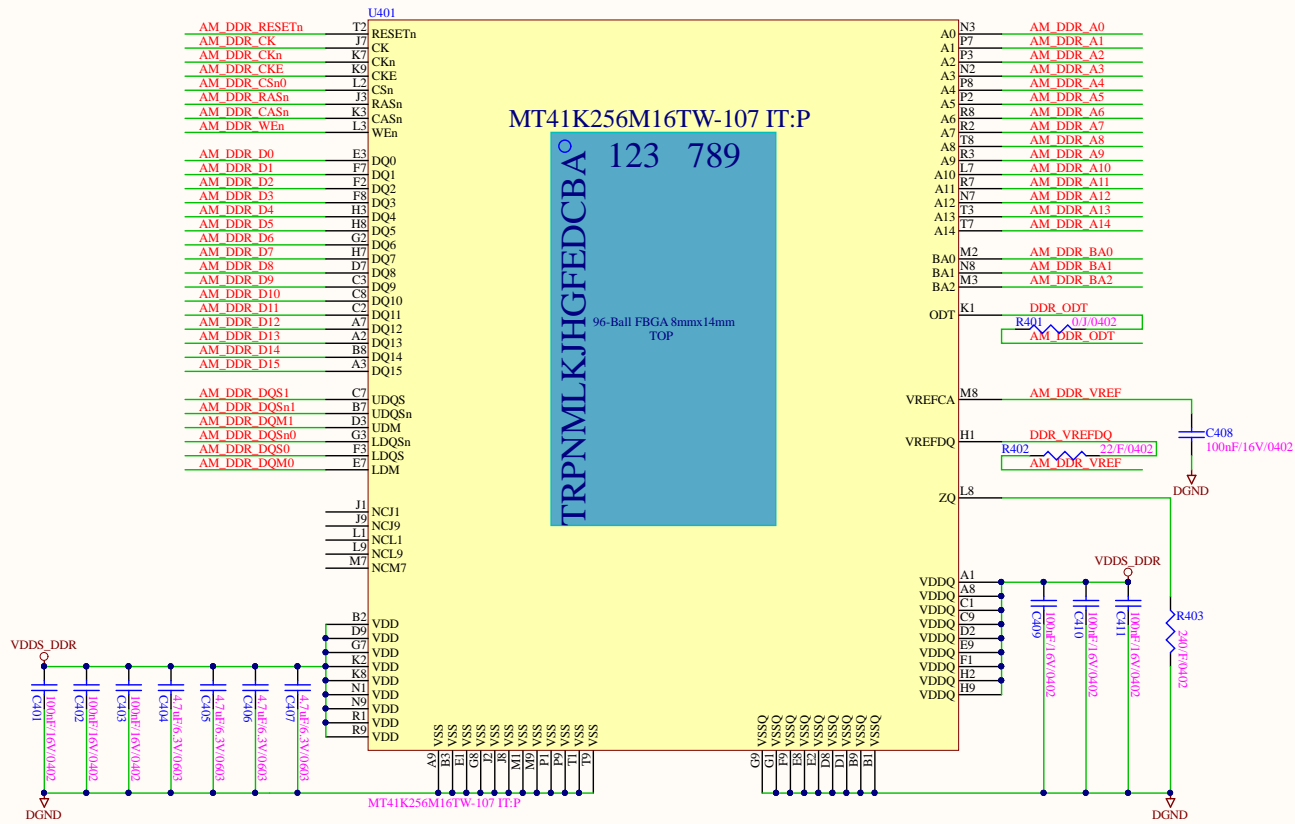 U401
AM_DDR_RESETn T2 RESETn
AM_DDR_CK J7 CK
AM_DDR_CKn K7 CKn
AM_DDR_CKE K9 CKE
AM_DDR_CSn0 L2 CSn
AM_DDR_RASn J3 RASn
AM_DDR_CASn K3 CASn
AM_DDR_WEn L3 WEn
AM_DDR_D0 E3 DQ0
AM_DDR_D1 F7 DQ1
AM_DDR_D2 F2 DQ2
AM_DDR_D3 F8 DQ3
AM_DDR_D4 H3 DQ4
AM_DDR_D5 H8 DQ5
AM_DDR_D6 G2 DQ6
AM_DDR_D7 H7 DQ7
AM_DDR_D8 D7 DQ8
AM_DDR_D9 C3 DQ9
AM_DDR_D10 C8 DQ10
AM_DDR_D11 C2 DQ11
AM_DDR_D12 A7 DQ12
AM_DDR_D13 A2 DQ13
AM_DDR_D14 B8 DQ14
AM_DDR_D15 A3 DQ15
AM_DDR_DQS1 C7 UDQS
AM_DDR_DQSn1 B7 UDQSn
AM_DDR_DQM1 D3 UDM
AM_DDR_DQSn0 G3 LDQSn
AM_DDR_DQS0 F3 LDQS
AM_DDR_DQM0 E7 LDM
J1 NCJ1
J9 NCJ9
L1 NCL1
L9 NCL9
M7 NCM7
B2 VDD
D9 VDD
G7 VDD
K2 VDD
K8 VDD
N1 VDD
N9 VDD
R1 VDD
R9 VDD
VDDS_DDR
C401 100nF/16V/0402
C402 100nF/16V/0402
C403 100nF/16V/0402
C404 4.7uF/6.3V/0603
C405 4.7uF/6.3V/0603
C406 4.7uF/6.3V/0603
C407 4.7uF/6.3V/0603
DGND
MT41K256M16TW-107 IT:P
123 789
TRPNMLKJHGFEDCBA
96-Ball FBGA 8mmx14mm
TOP
A0 N3 AM_DDR_A0
A1 P7 AM_DDR_A1
A2 P3 AM_DDR_A2
A3 N2 AM_DDR_A3
A4 P8 AM_DDR_A4
A5 P2 AM_DDR_A5
A6 R8 AM_DDR_A6
A7 R2 AM_DDR_A7
A8 T8 AM_DDR_A8
A9 R3 AM_DDR_A9
A10 L7 AM_DDR_A10
A11 R7 AM_DDR_A11
A12 N7 AM_DDR_A12
A13 T3 AM_DDR_A13
A14 T7 AM_DDR_A14
BA0 M2 AM_DDR_BA0
BA1 N8 AM_DDR_BA1
BA2 M3 AM_DDR_BA2
ODT K1 DDR_ODT
R401 0/J/0402
AM_DDR_ODT
VREFCA M8 AM_DDR_VREF
C408
100nF/16V/0402
DGND
VREFDQ H1 DDR_VREFDQ
R402 22/F/0402
AM_DDR_VREF
ZQ L8
R403 240/F/0402
VDDS_DDR
VDDQ A1
VDDQ A8
VDDQ C1
VDDQ C9
VDDQ D2
VDDQ E9
VDDQ F1
VDDQ H2
VDDQ H9
C409 100nF/16V/0402
C410 100nF/16V/0402
C411 100nF/16V/0402
VSS A9
VSS B3
VSS E1
VSS G8
VSS J2
VSS J8
VSS M1
VSS M9
VSS P1
VSS P9
VSS T1
VSS T9
VSSQ G9
VSSQ G1
VSSQ F9
VSSQ E8
VSSQ E2
VSSQ D8
VSSQ D1
VSSQ B9
VSSQ B1
MT41K256M16TW-107 IT:P
DGND